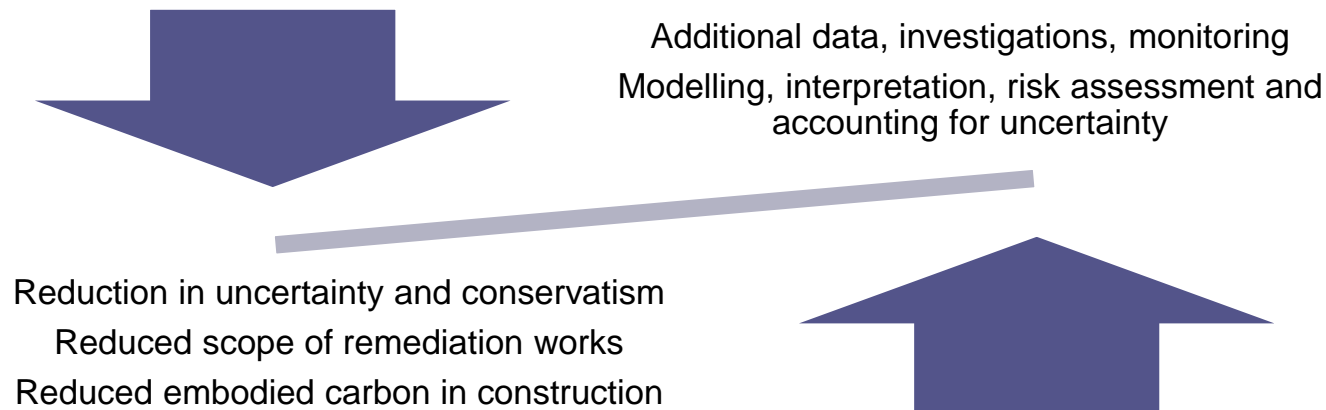 Additional data, investigations, monitoring
Modelling, interpretation, risk assessment and
accounting for uncertainty
Reduction in uncertainty and conservatism
Reduced scope of remediation works
Reduced embodied carbon in construction